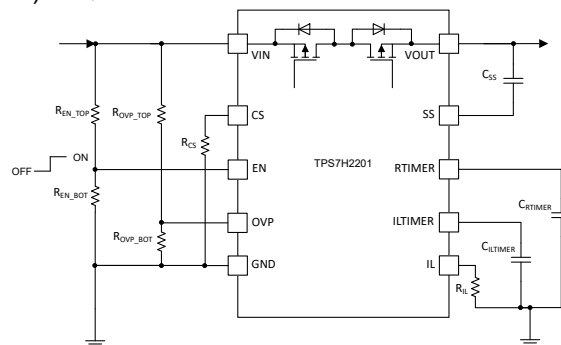 VIN
VOUT
CSS
REN_TOP
ROVP_TOP
CS
SS
RCS
TPS7H2201
ON
OFF
EN
RTIMER
REN_BOT
CRTIMER
OVP
ILTIMER
ROVP_BOT
CILTIMER
GND
IL
RIL